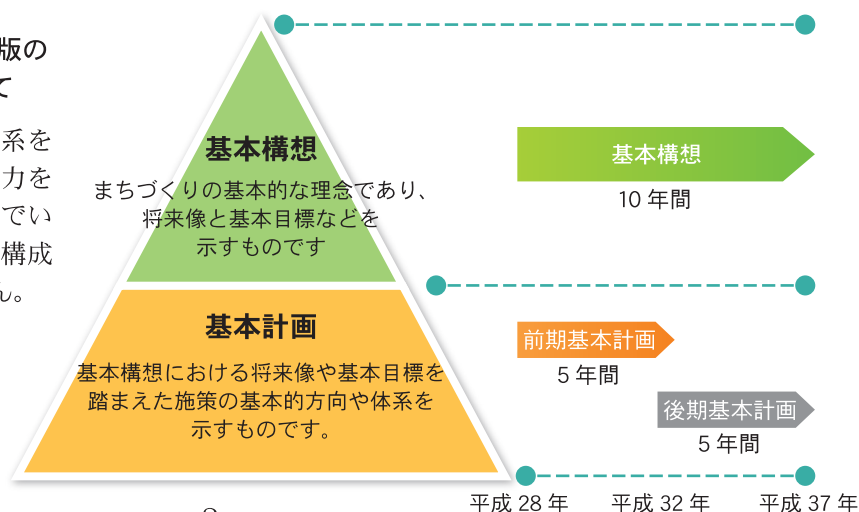 版の
て
系を
力を
でい
構成
ん。
基本構想
まちづくりの基本的な理念であり、
将来像と基本目標などを
示すものです
基本計画
基本構想における将来像や基本目標を
踏まえた施策の基本的方向や体系を
示すものです。
基本構想
10 年間
前期基本計画
5 年間
後期基本計画
5 年間
平成 28 年
平成 32 年
平成 37 年